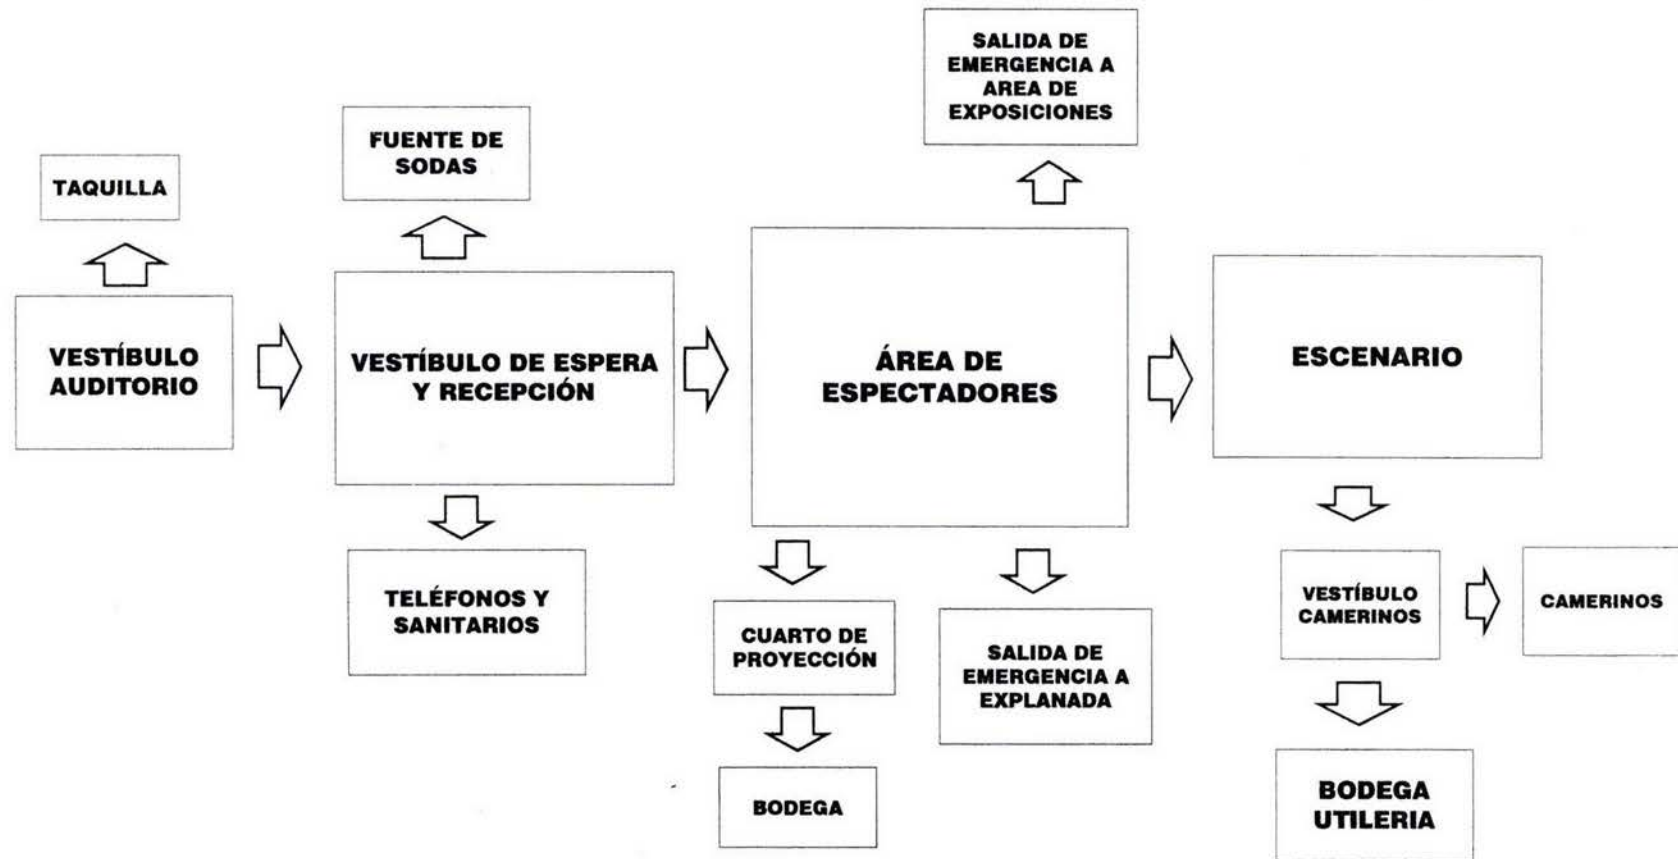 SALIDA DE
EMERGENCIA A
AREA DE
EXPOSICIONES
FUENTE DE
SODAS
TAQUILLA
VESTÍBULO
AUDITORIO
VESTÍBULO DE ESPERA
Y RECEPCIÓN
ÁREA DE
ESPECTADORES
ESCENARIO
TELÉFONOS Y
SANITARIOS
CUARTO DE
PROYECCIÓN
SALIDA DE
EMERGENCIA A
EXPLANADA
VESTÍBULO
CAMERINOS
CAMERINOS
BODEGA
BODEGA
UTILERIA